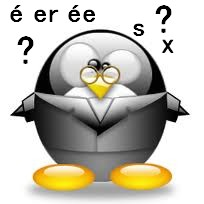 é er ée
s ?
? x